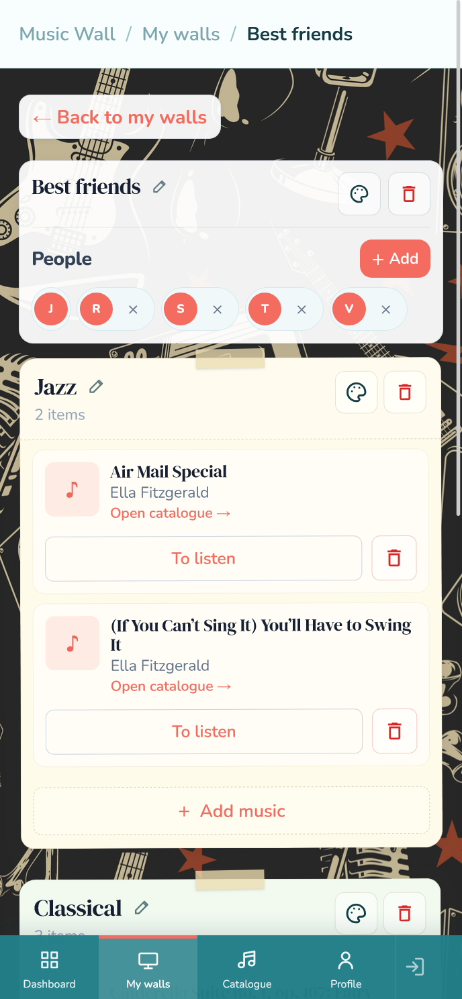 Music Wall / My walls / Best friends
← Back to my walls
Best friends
People
+ Add
J R × S × T × V ×
Jazz
2 items
Air Mail Special
Ella Fitzgerald
Open catalogue →
To listen
(If You Can’t Sing It) You’ll Have to Swing
It
Ella Fitzgerald
Open catalogue →
To listen
+ Add music
Classical
items
Dashboard My walls Catalogue Profile